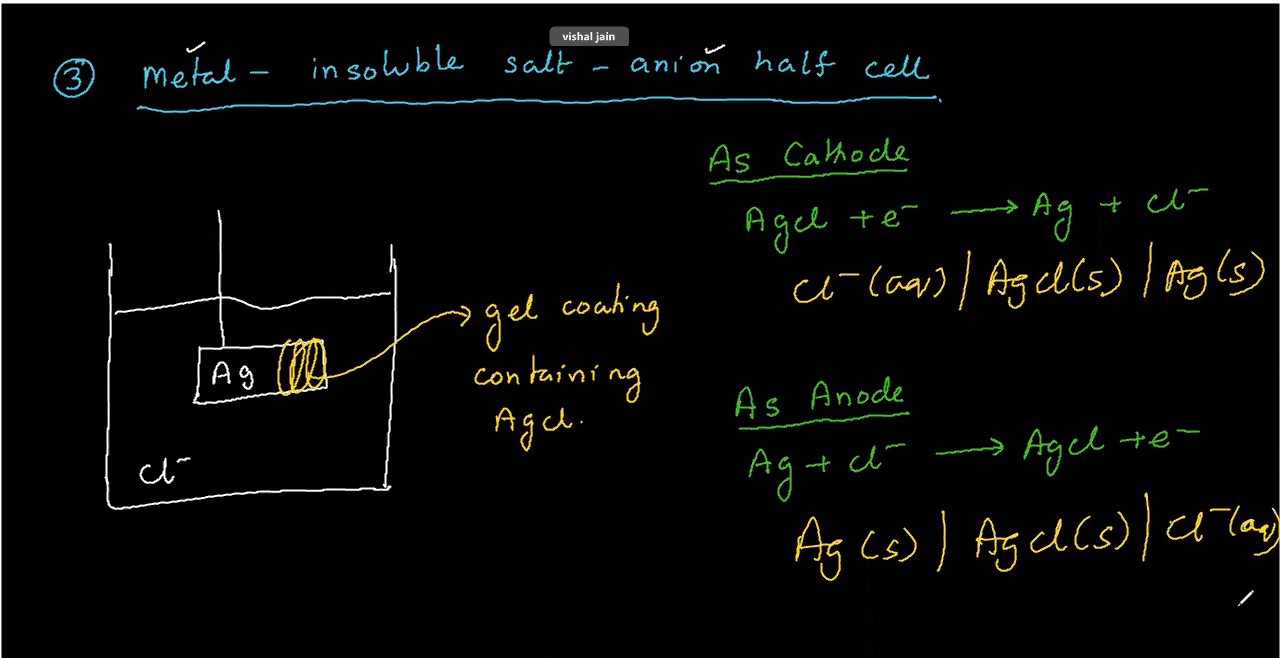 vishal jain
③ metal – insoluble salt – anion half cell
As Cathode
AgCl + e⁻ ⟶ Ag + Cl⁻
Cl⁻(aq) | AgCl(s) | Ag(s)
gel coating
containing
AgCl.
Ag
Cl⁻
As Anode
Ag + Cl⁻ ⟶ AgCl + e⁻
Ag(s) | AgCl(s) | Cl⁻(aq)